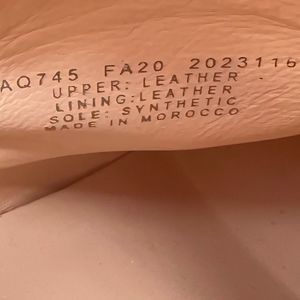 AQ745 FA20 2023116
UPPER: LEATHER
LINING:LEATHER
SOLE: SYNTHETIC
MADE IN MOROCCO